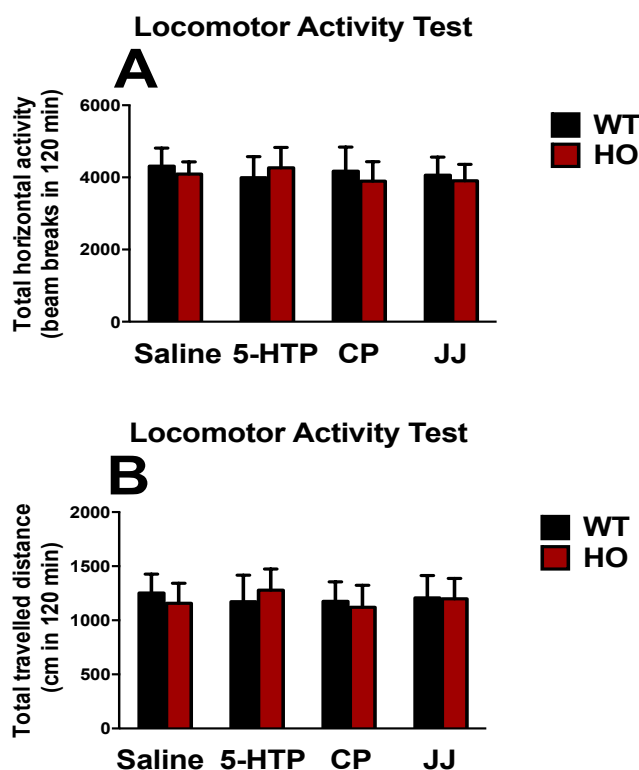 Locomotor Activity Test
A
Total horizontal activity
(beam breaks in 120 min)
6000
4000
2000
0
Saline 5-HTP CP JJ
WT
HO
Locomotor Activity Test
B
Total travelled distance
(cm in 120 min)
2000
1500
1000
500
0
Saline 5-HTP CP JJ
WT
HO